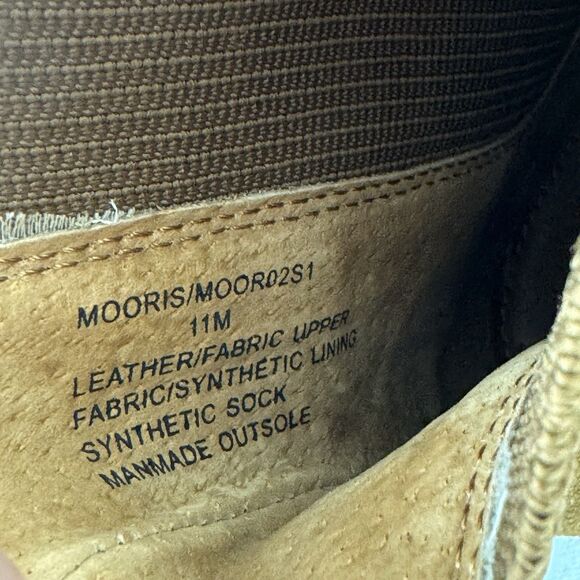 MOORIS/MOOR02S1
11M
LEATHER/FABRIC UPPER
FABRIC/SYNTHETIC LINING
SYNTHETIC SOCK
MANMADE OUTSOLE